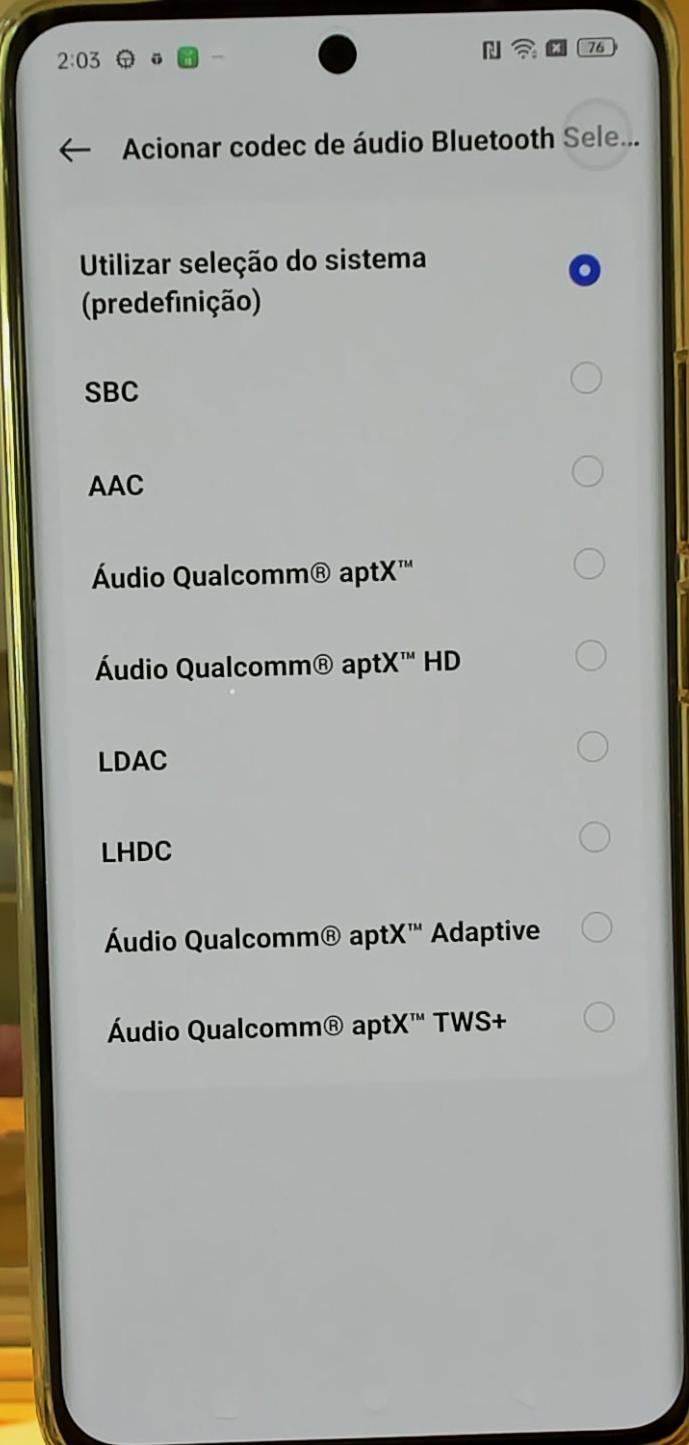 2:03
76
Acionar codec de áudio Bluetooth Sele...
Utilizar seleção do sistema
(predefinição)
SBC
AAC
Áudio Qualcomm® aptX™
Áudio Qualcomm® aptX™ HD
LDAC
LHDC
Áudio Qualcomm® aptX™ Adaptive
Áudio Qualcomm® aptX™ TWS+